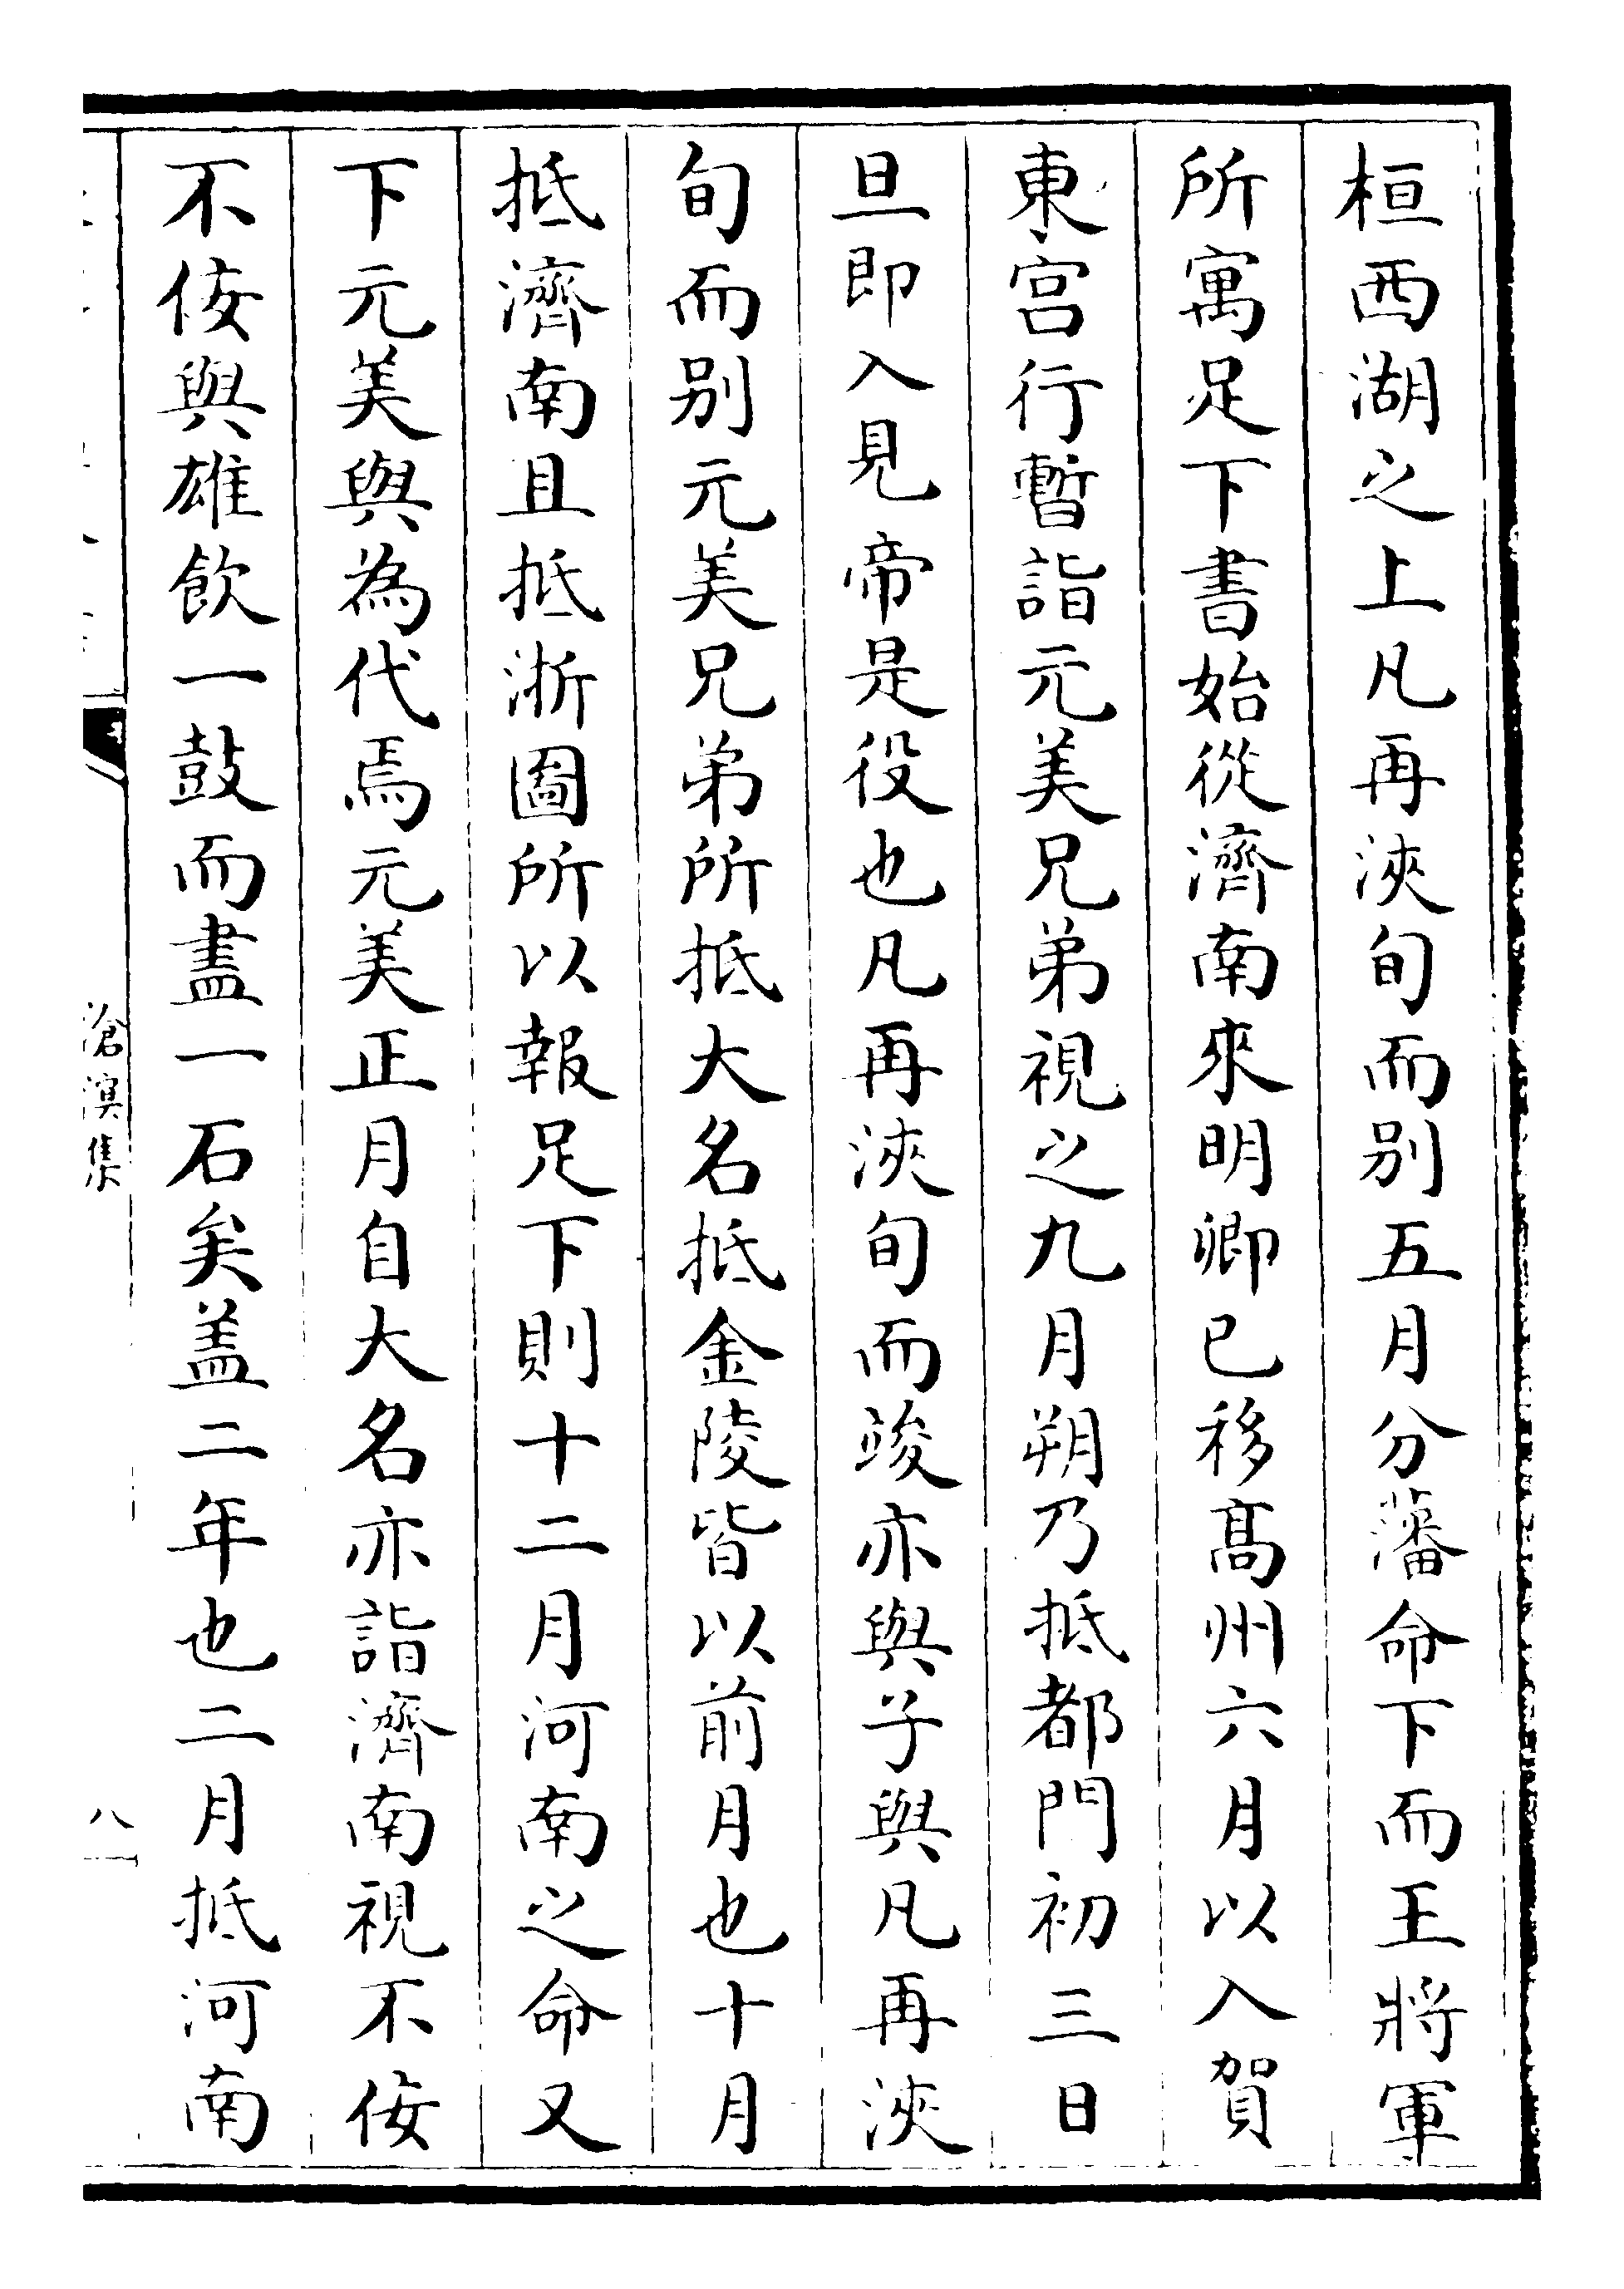 桓西湖之上凡再浹旬而别五月分藩命下而王將軍
所寓足下書始從濟南來明卿已移髙州六月以入賀
東宫行暫詣元美兄弟視之九月朔乃抵都門初三日
旦即入見帝是役也凡再浹旬而竣亦與子與凡再浹
旬而别元美兄弟所抵大名抵金陵皆以前月也十月
抵濟南且抵浙圖所以報足下則十二月河南之命又
下元美與為代焉元美正月自大名亦詣濟南視不佞
不佞與雄飲一鼓而盡一石矣盖二年也二月抵河南
滄溟集
八